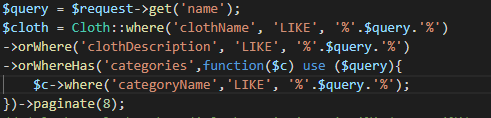 $query = $request->get('name');
$cloth = Cloth::where('clothName', 'LIKE', '%'.$query.'%')
->orWhere('clothDescription', 'LIKE', '%'.$query.'%')
->orWhereHas('categories',function($c) use ($query){
$c->where('categoryName','LIKE', '%'.$query.'%');
})->paginate(8);